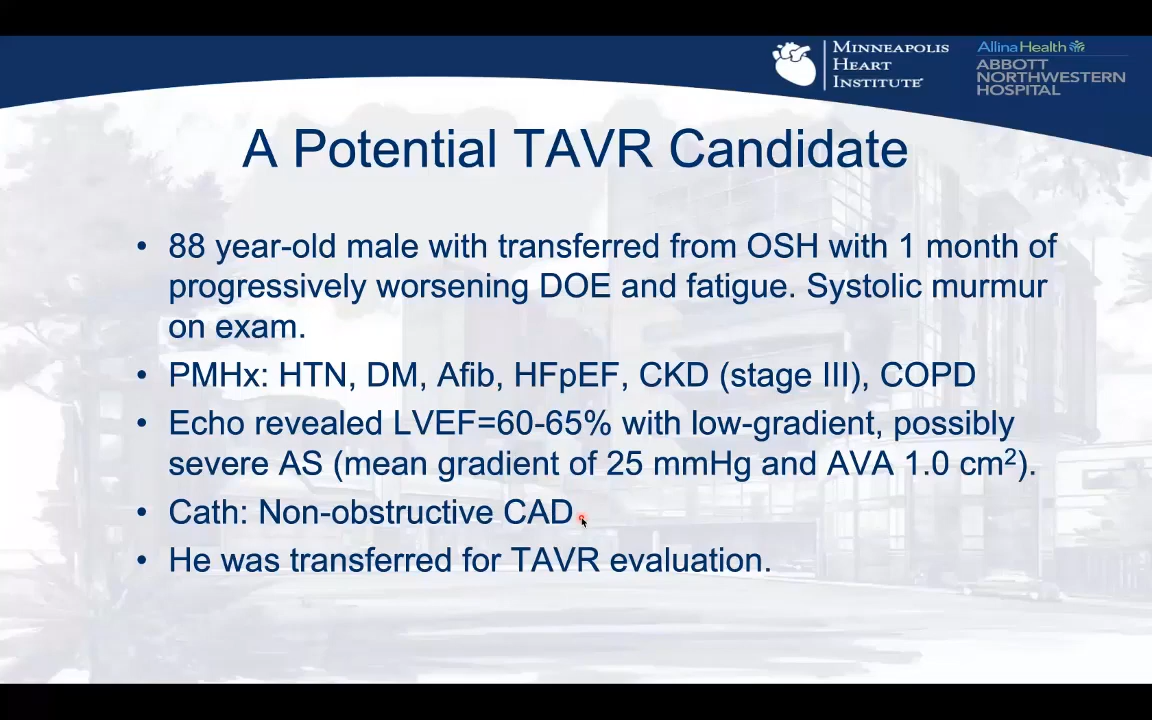 MINNEAPOLIS
HEART
INSTITUTE
AllinaHealth
ABBOTT
NORTHWESTERN
HOSPITAL
A Potential TAVR Candidate
• 88 year-old male with transferred from OSH with 1 month of
progressively worsening DOE and fatigue. Systolic murmur
on exam.
• PMHx: HTN, DM, Afib, HFpEF, CKD (stage III), COPD
• Echo revealed LVEF=60-65% with low-gradient, possibly
severe AS (mean gradient of 25 mmHg and AVA 1.0 cm²).
• Cath: Non-obstructive CAD
• He was transferred for TAVR evaluation.